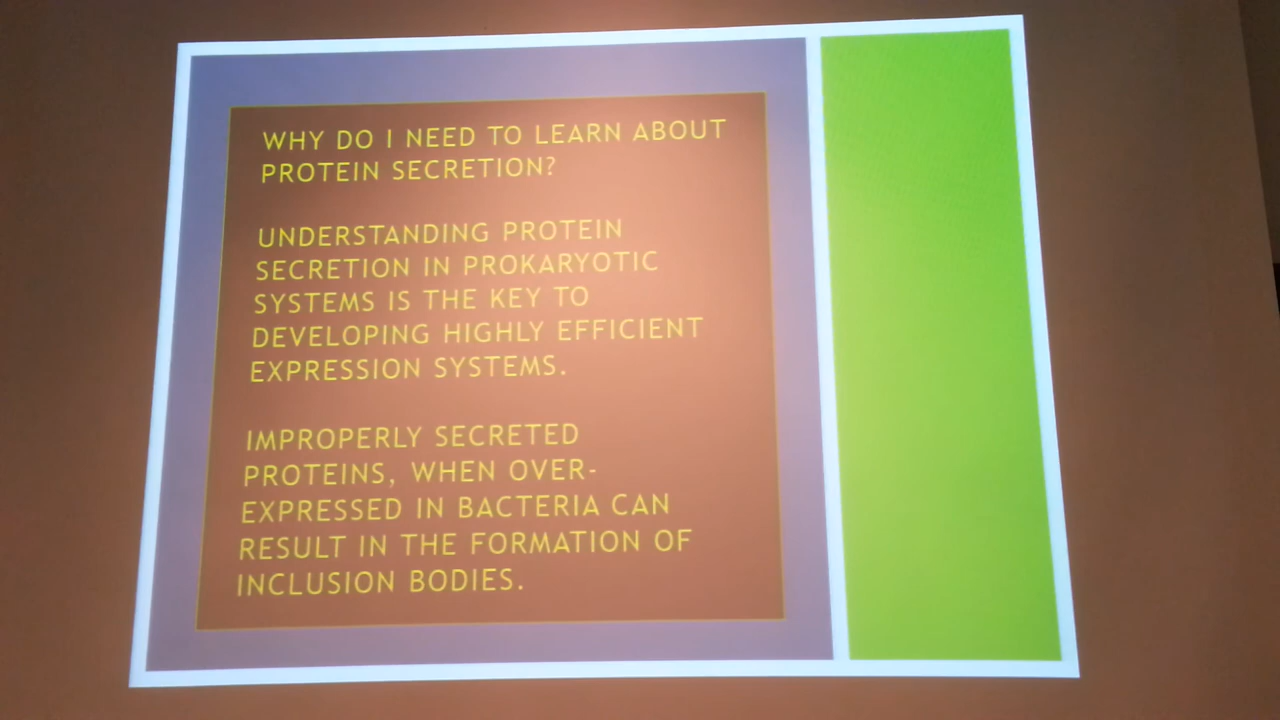 WHY DO I NEED TO LEARN ABOUT
PROTEIN SECRETION?
UNDERSTANDING PROTEIN
SECRETION IN PROKARYOTIC
SYSTEMS IS THE KEY TO
DEVELOPING HIGHLY EFFICIENT
EXPRESSION SYSTEMS.
IMPROPERLY SECRETED
PROTEINS, WHEN OVER-
EXPRESSED IN BACTERIA CAN
RESULT IN THE FORMATION OF
INCLUSION BODIES.